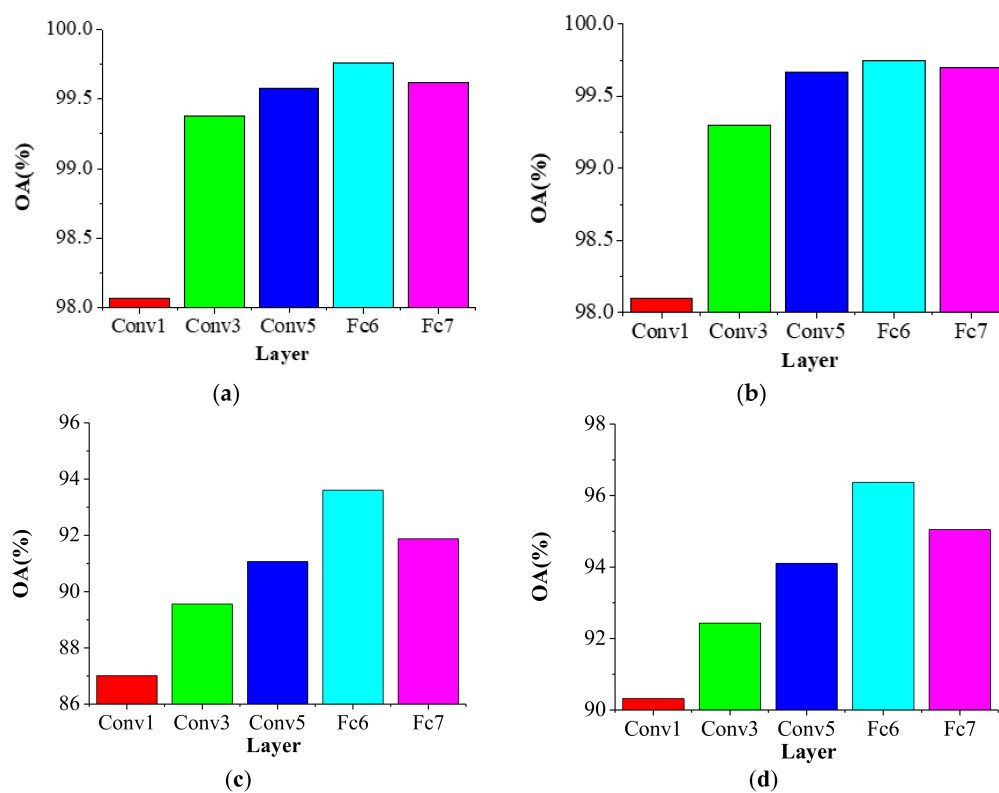 100.0
99.5
99.0
98.5
98.0
OA(%)
Conv1 Conv3 Conv5 Fc6 Fc7
Layer
(a)
100.0
99.5
99.0
98.5
98.0
OA(%)
Conv1 Conv3 Conv5 Fc6 Fc7
Layer
(b)
96
94
92
90
88
86
OA(%)
Conv1 Conv3 Conv5 Fc6 Fc7
Layer
(c)
98
96
94
92
90
OA(%)
Conv1 Conv3 Conv5 Fc6 Fc7
Layer
(d)